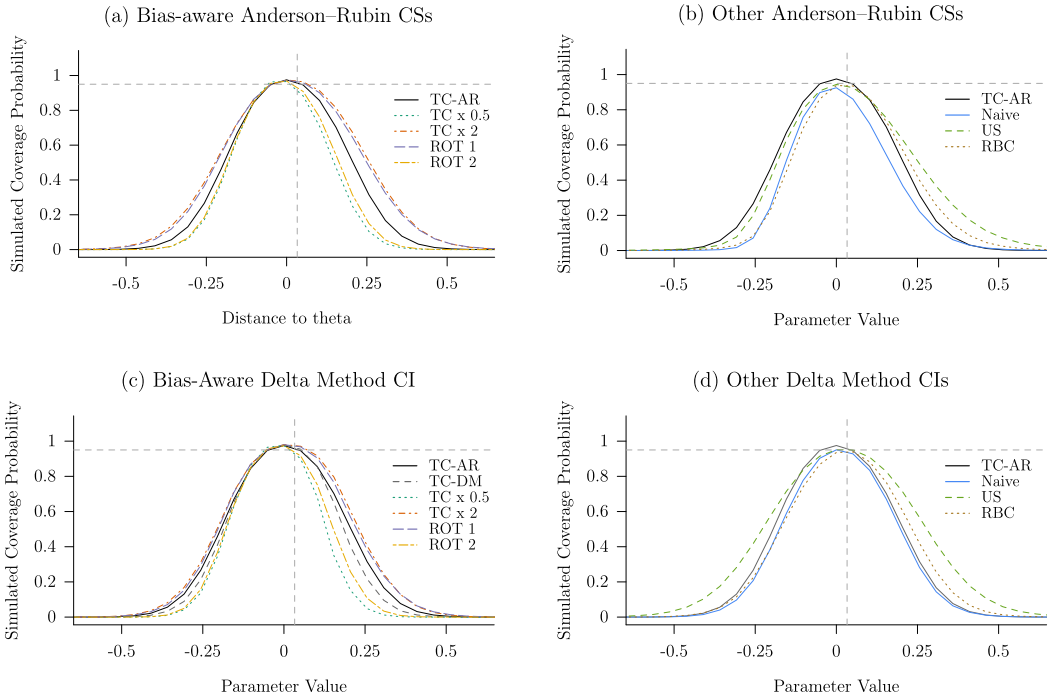 (a) Bias-aware Anderson–Rubin CSs
Simulated Coverage Probability
1
0.8
0.6
0.4
0.2
0
TC-AR
TC x 0.5
TC x 2
ROT 1
ROT 2
-0.5
-0.25
0
0.25
0.5
Distance to theta
(b) Other Anderson–Rubin CSs
Simulated Coverage Probability
1
0.8
0.6
0.4
0.2
0
TC-AR
Naive
US
RBC
-0.5
-0.25
0
0.25
0.5
Parameter Value
(c) Bias-Aware Delta Method CI
Simulated Coverage Probability
1
0.8
0.6
0.4
0.2
0
TC-AR
TC-DM
TC x 0.5
TC x 2
ROT 1
ROT 2
-0.5
-0.25
0
0.25
0.5
Parameter Value
(d) Other Delta Method CIs
Simulated Coverage Probability
1
0.8
0.6
0.4
0.2
0
TC-AR
Naive
US
RBC
-0.5
-0.25
0
0.25
0.5
Parameter Value